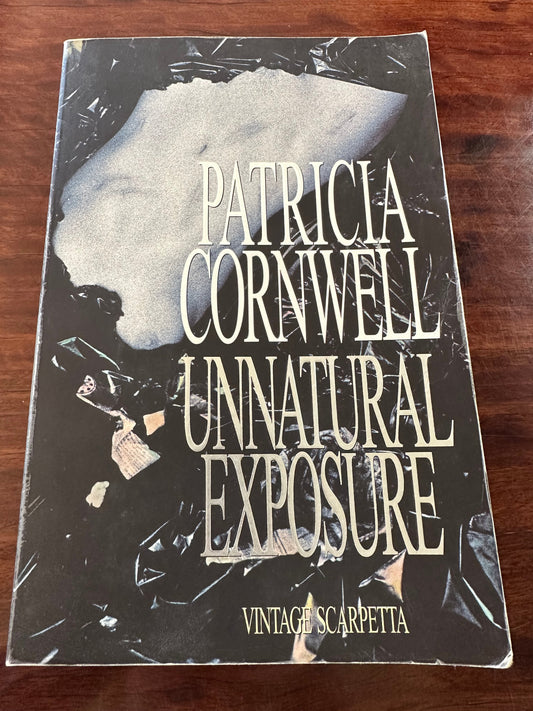 PATRICIA
CORNWELL
UNNATURAL
EXPOSURE
VINTAGE SCARPETTA